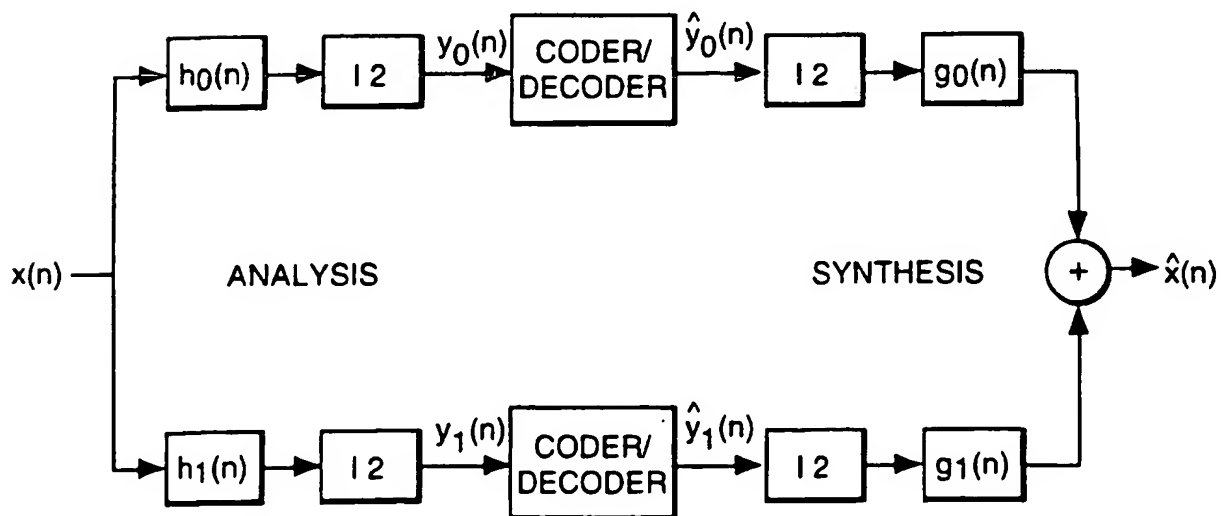 h0(n)
I 2
y0(n)
CODER/
DECODER
ŷ0(n)
I 2
g0(n)
x(n)
ANALYSIS
SYNTHESIS
+
x̂(n)
h1(n)
I 2
y1(n)
CODER/
DECODER
ŷ1(n)
I 2
g1(n)